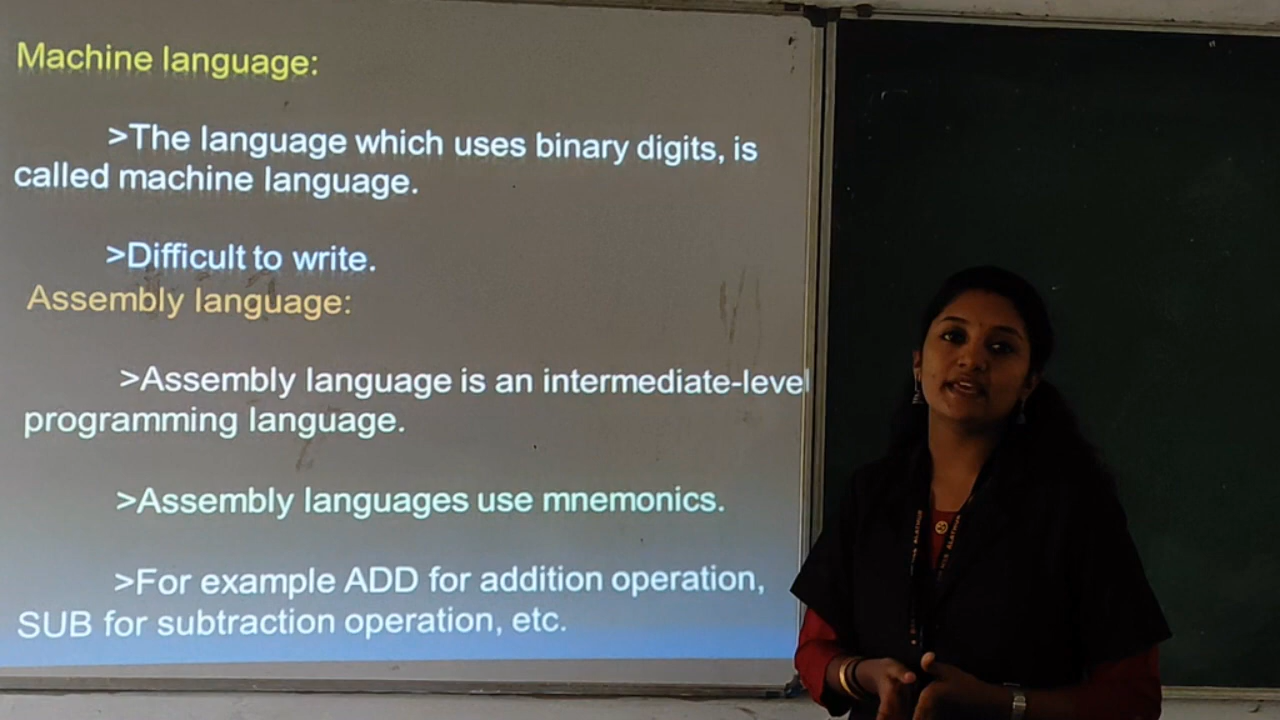 Machine language:
>The language which uses binary digits, is
called machine language.
>Difficult to write.
Assembly language:
>Assembly language is an intermediate-level
programming language.
>Assembly languages use mnemonics.
>For example ADD for addition operation,
SUB for subtraction operation, etc.